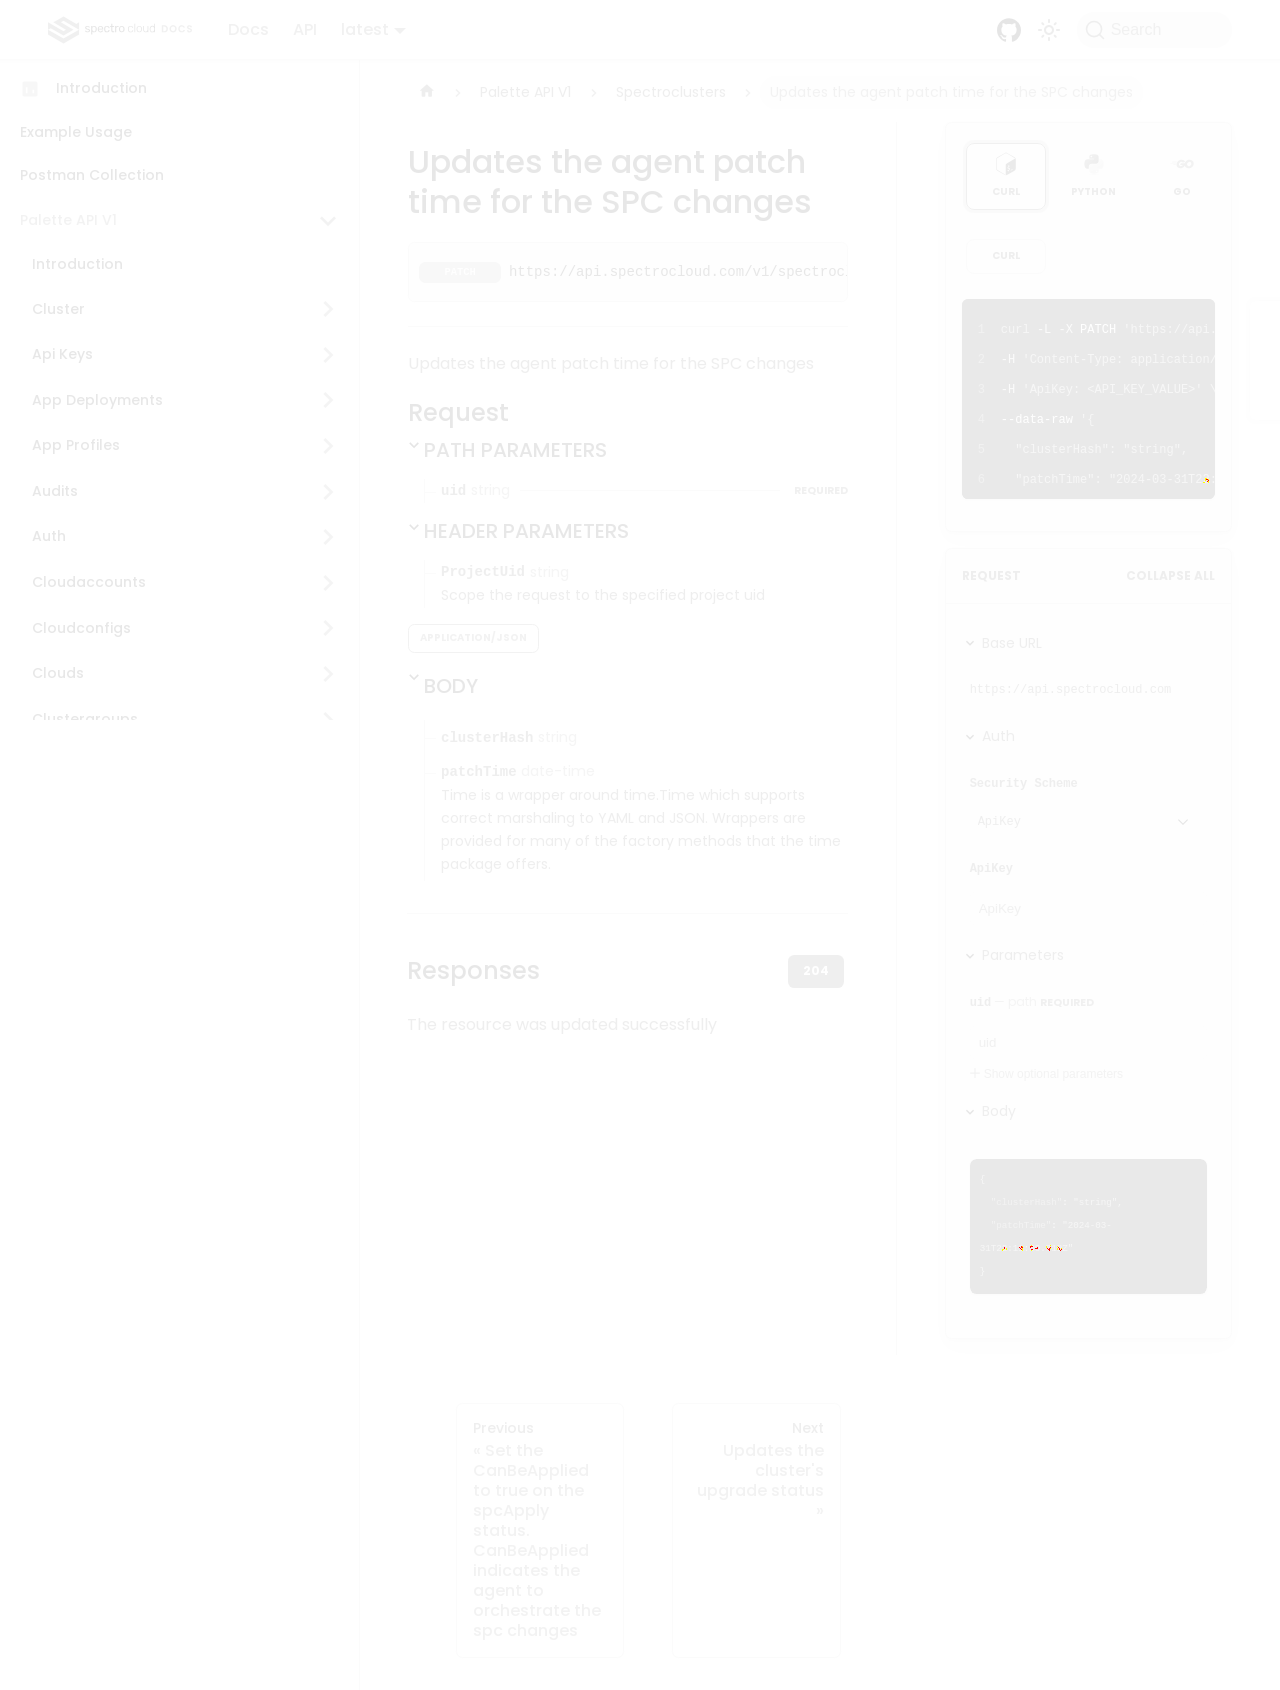 spectro cloud DOCS
Docs API latest
Search
Introduction
Example Usage
Postman Collection
Palette API V1
Introduction
Cluster
Api Keys
App Deployments
App Profiles
Audits
Auth
Cloudaccounts
Cloudconfigs
Clouds
Clustergroups
Palette API V1 › Spectroclusters › Updates the agent patch time for the SPC changes
Updates the agent patch
time for the SPC changes
PATCH https://api.spectrocloud.com/v1/spectroc
Updates the agent patch time for the SPC changes
Request
PATH PARAMETERS
uid string REQUIRED
HEADER PARAMETERS
ProjectUid string
Scope the request to the specified project uid
APPLICATION/JSON
BODY
clusterHash string
patchTime date-time
Time is a wrapper around time.Time which supports
correct marshaling to YAML and JSON. Wrappers are
provided for many of the factory methods that the time
package offers.
Responses
204
The resource was updated successfully
CURL PYTHON GO
CURL
1 curl -L -X PATCH 'https://api.
2 -H 'Content-Type: application/
3 -H 'ApiKey: <API_KEY_VALUE>' \
4 --data-raw '{
5 "clusterHash": "string",
6 "patchTime": "2024-03-31T2
REQUEST COLLAPSE ALL
Base URL
https://api.spectrocloud.com
Auth
Security Scheme
ApiKey
ApiKey
ApiKey
Parameters
uid — path REQUIRED
uid
+ Show optional parameters
Body
{
"clusterHash": "string",
"patchTime": "2024-03-
}
Previous
« Set the
CanBeApplied
to true on the
spcApply
status.
CanBeApplied
indicates the
agent to
orchestrate the
spc changes
Next
Updates the
cluster's
upgrade status
»